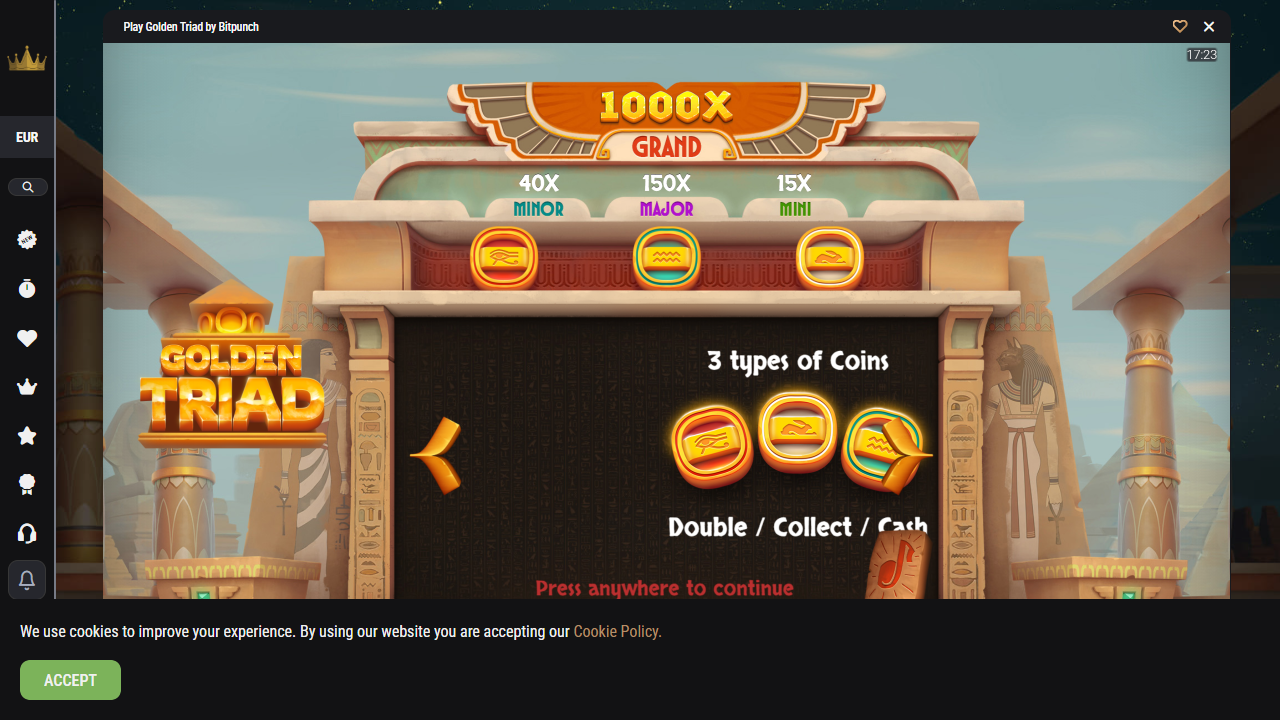 Play Golden Triad by Bitpunch
17:23
1000X
GRAND
40X
150X
15X
MINOR
MAJOR
MINI
EUR
NEW
GOLDEN
TRIAD
3 types of Coins
Double / Collect / Cash
Press anywhere to continue
We use cookies to improve your experience. By using our website you are accepting our Cookie Policy.
ACCEPT